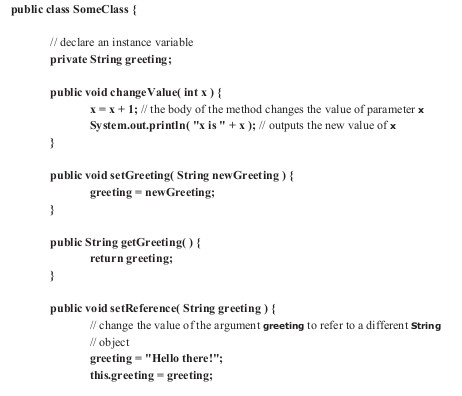 public class SomeClass {
// declare an instance variable
private String greeting;
public void changeValue( int x ) {
x = x + 1; // the body of the method changes the value of parameter x
System.out.println( "x is " + x ); // outputs the new value of x
}
public void setGreeting( String newGreeting ) {
greeting = newGreeting;
}
public String getGreeting( ) {
return greeting;
}
public void setReference( String greeting ) {
// change the value of the argument greeting to refer to a different String
// object
greeting = "Hello there!";
this.greeting = greeting;